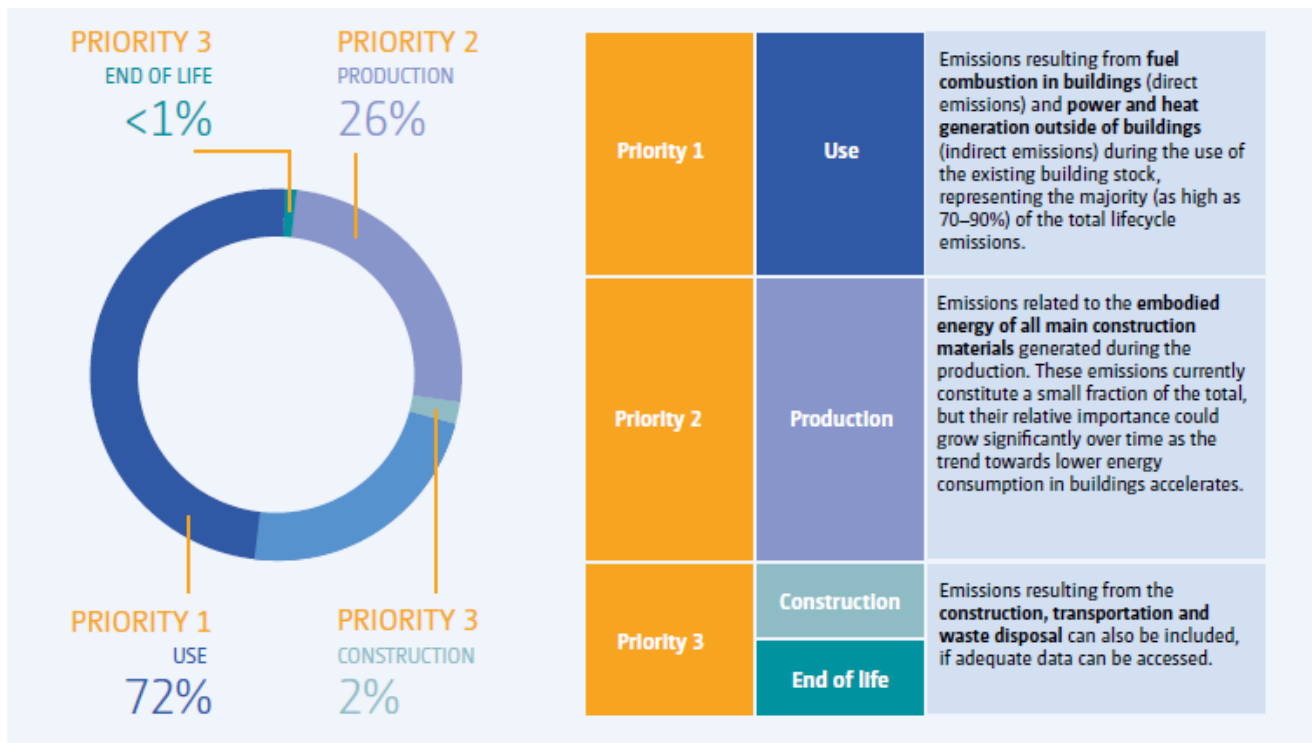 PRIORITY 3
END OF LIFE
<1%
PRIORITY 2
PRODUCTION
26%
PRIORITY 1
USE
72%
PRIORITY 3
CONSTRUCTION
2%
Priority 1
Use
Emissions resulting from fuel
combustion in buildings (direct
emissions) and power and heat
generation outside of buildings
(indirect emissions) during the use of
the existing building stock,
representing the majority (as high as
70–90%) of the total lifecycle
emissions.
Priority 2
Production
Emissions related to the embodied
energy of all main construction
materials generated during the
production. These emissions currently
constitute a small fraction of the total,
but their relative importance could
grow significantly over time as the
trend towards lower energy
consumption in buildings accelerates.
Priority 3
Construction
End of life
Emissions resulting from the
construction, transportation and
waste disposal can also be included,
if adequate data can be accessed.